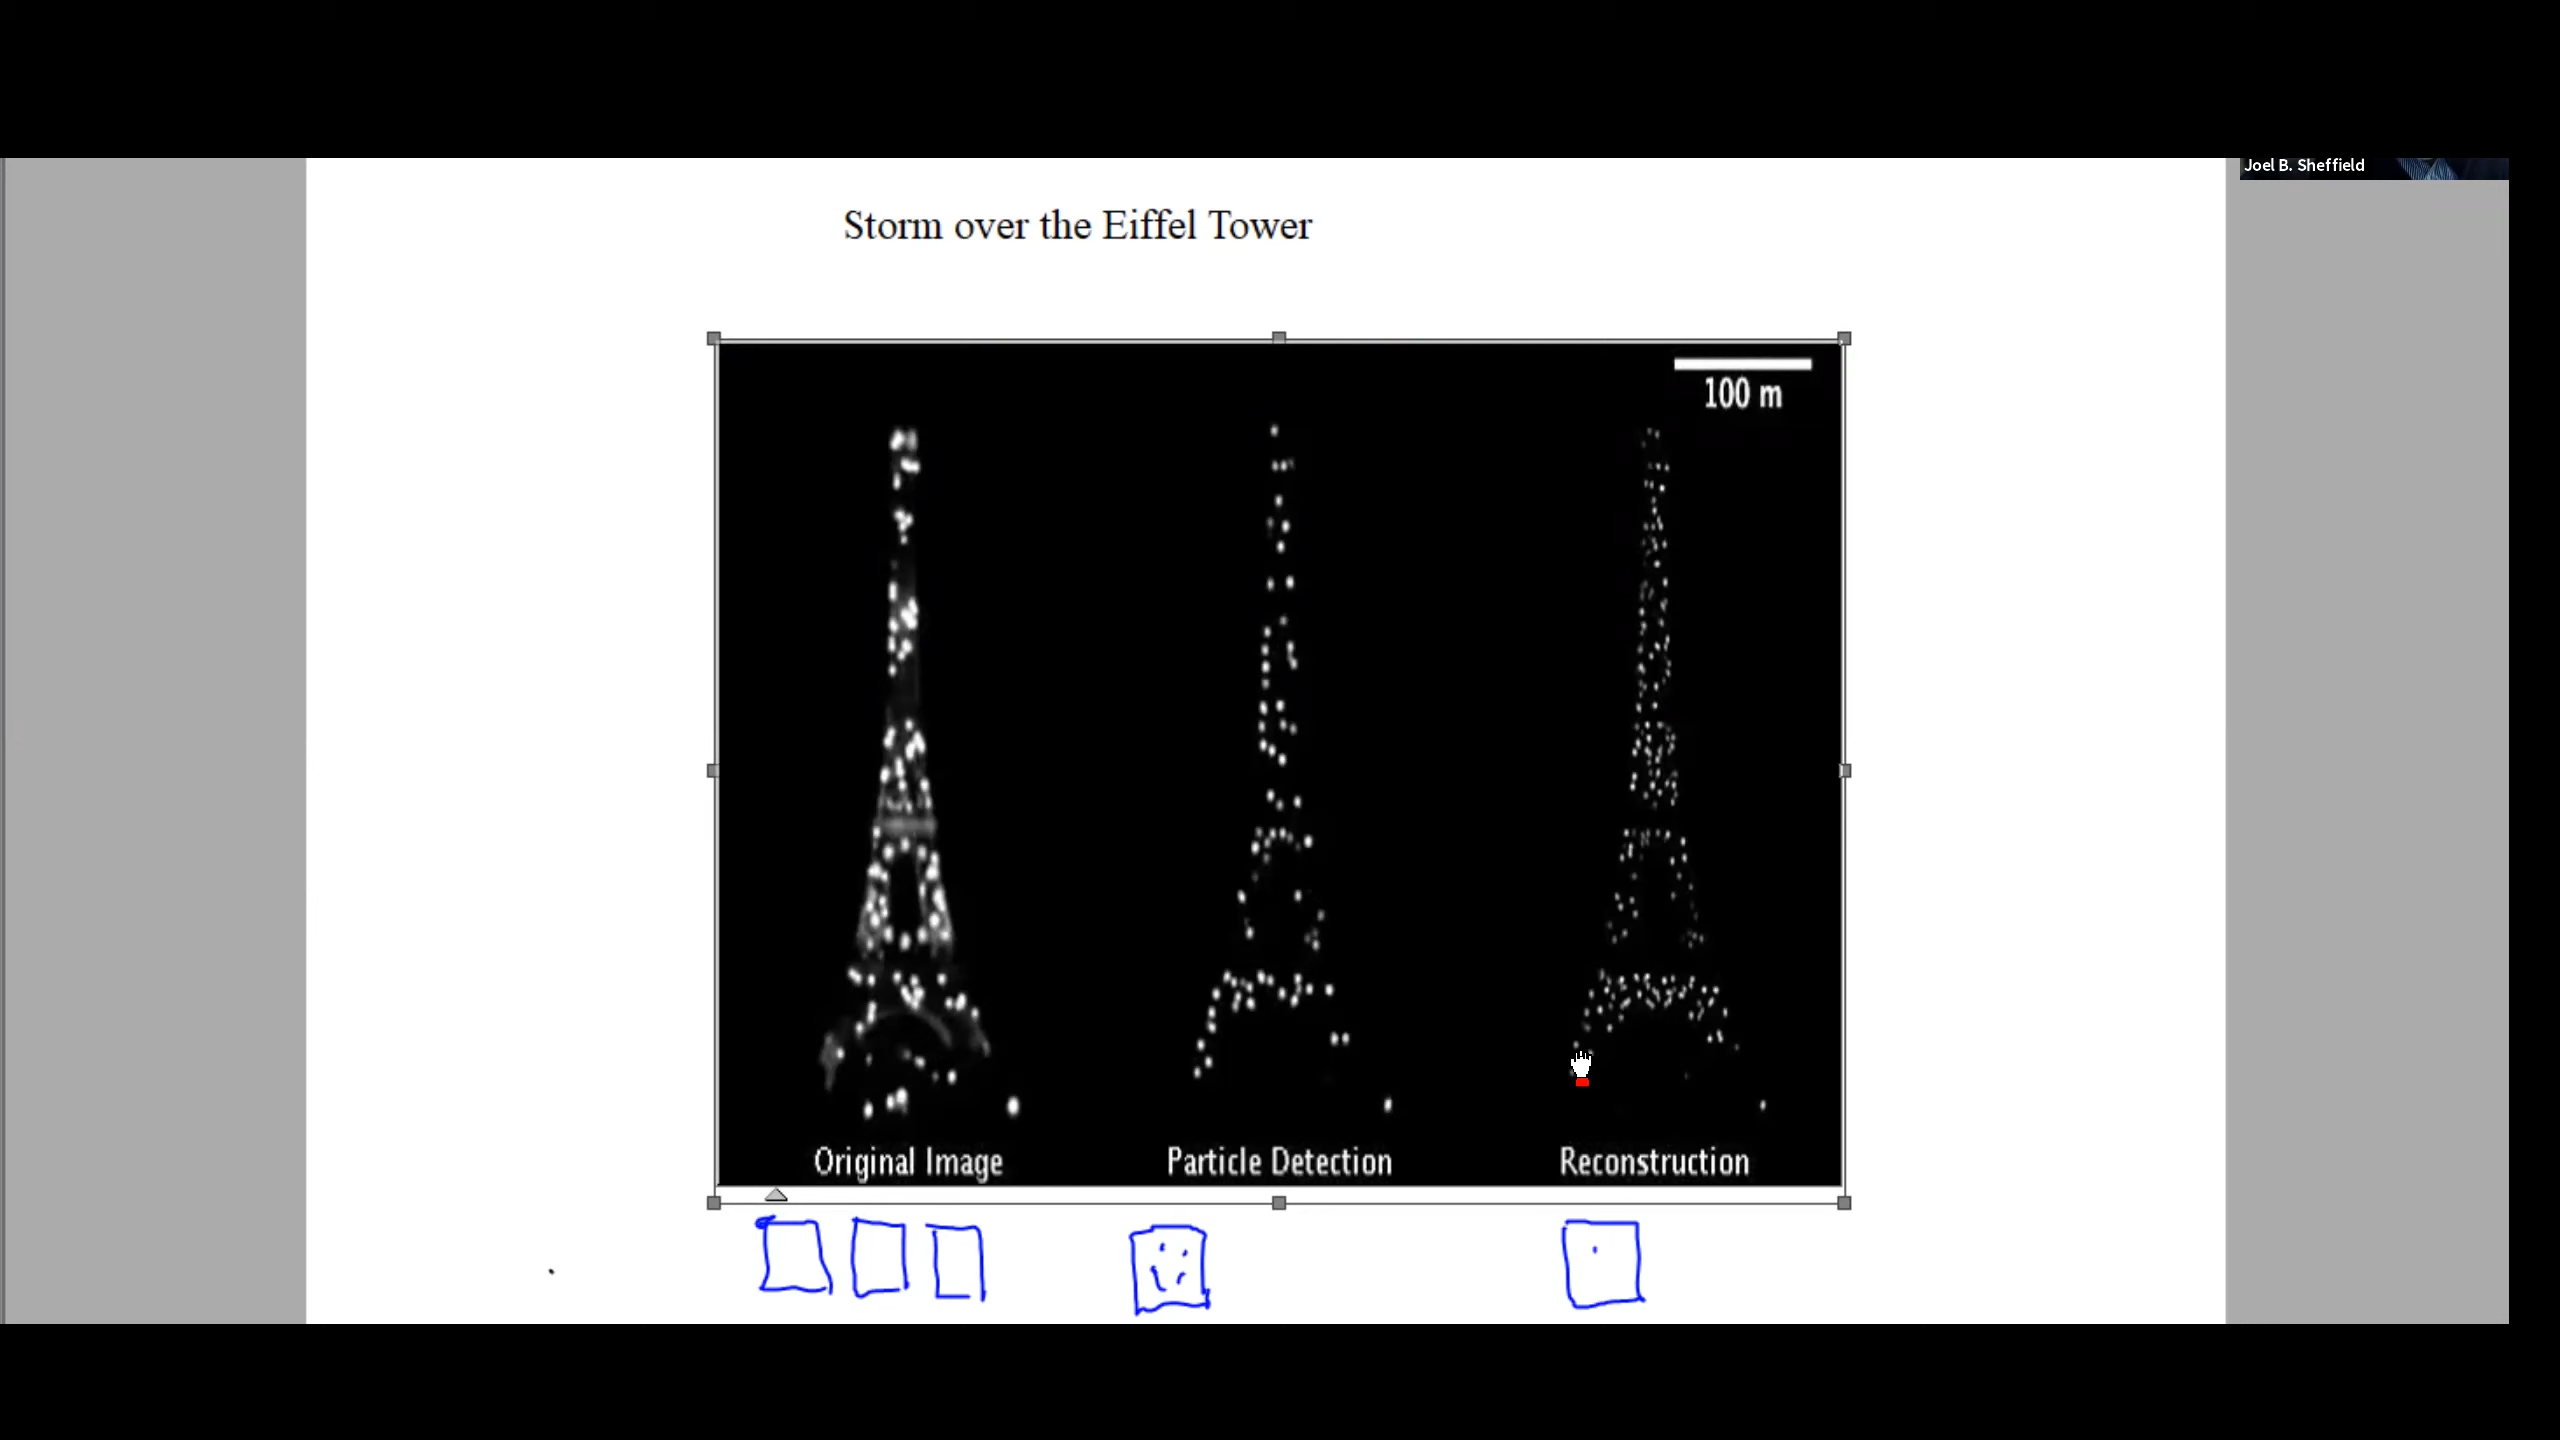 Joel B. Sheffield
Storm over the Eiffel Tower
100 m
Original Image
Particle Detection
Reconstruction